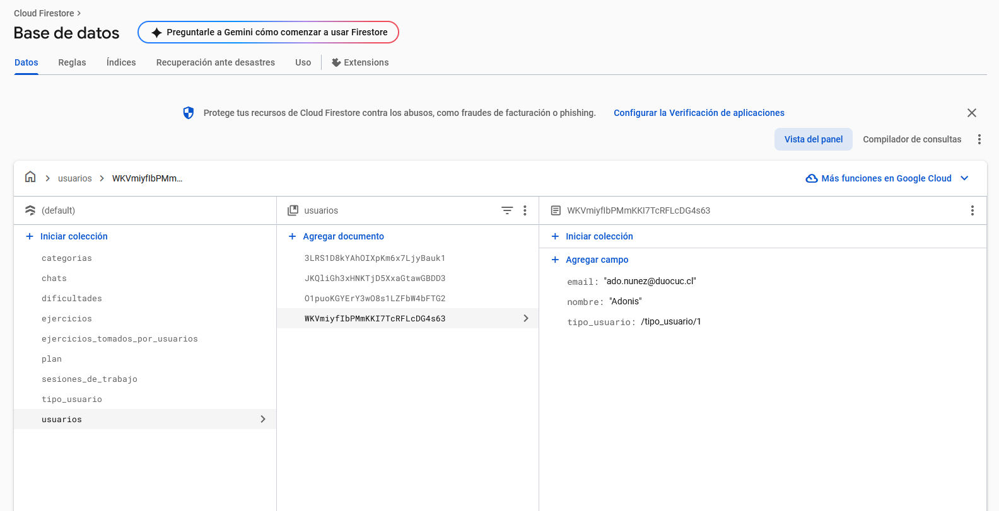 Cloud Firestore
Base de datos
Preguntarle a Gemini cómo comenzar a usar Firestore
Datos Reglas Índices Recuperación ante desastres Uso Extensions
Protege tus recursos de Cloud Firestore contra los abusos, como fraudes de facturación o phishing. Configurar la Verificación de aplicaciones
Vista del panel Compilador de consultas
usuarios WKVmiyfIbPMm...
Más funciones en Google Cloud
(default)
Iniciar colección
categorias
chats
dificultades
ejercicios
ejercicios_tomados_por_usuarios
plan
sesiones_de_trabajo
tipo_usuario
usuarios
usuarios
Agregar documento
3LRS1D8kYAhOIXpKm6x7LjyBauk1
JKQliGh3xHNKTjD5XxaGtawGBDD3
O1puoKGYErY3wO8s1LZFbW4bFTG2
WKVmiyfIbPMmKKI7TcRFLcDG4s63
WKVmiyfIbPMmKKI7TcRFLcDG4s63
Iniciar colección
Agregar campo
email: "ado.nunez@duocuc.cl"
nombre: "Adonis"
tipo_usuario: /tipo_usuario/1